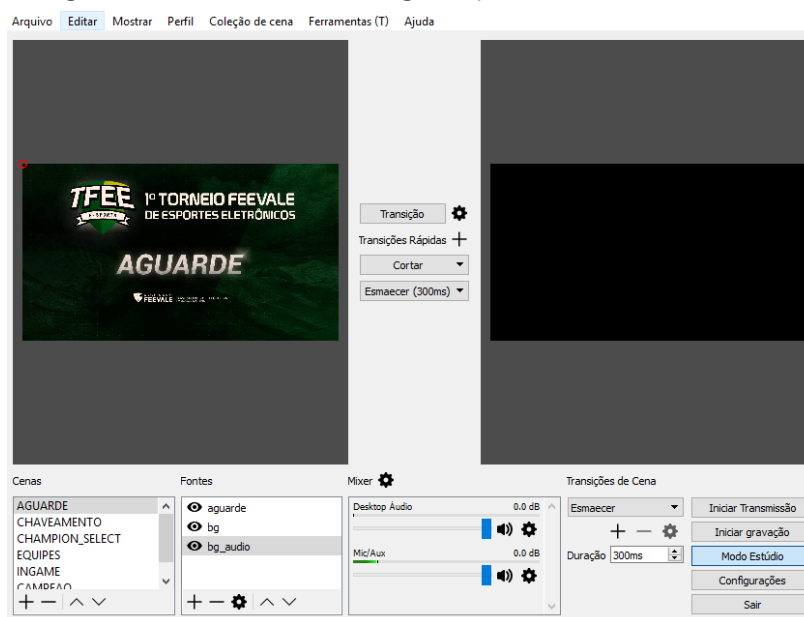 Arquivo Editar Mostrar Perfil Coleção de cena Ferramentas (T) Ajuda
TFEE
E-SPORTS
1º TORNEIO FEEVALE
DE ESPORTES ELETRÔNICOS
AGUARDE
FEEVALE
Transição
Transições Rápidas
Cortar
Esmaecer (300ms)
Cenas
AGUARDE
CHAVEAMENTO
CHAMPION_SELECT
EQUIPES
INGAME
CAMPEAO
Fontes
aguarde
bg
bg_audio
Mixer
Desktop Áudio 0.0 dB
Mic/Aux 0.0 dB
Transições de Cena
Esmaecer
Duração 300ms
Iniciar Transmissão
Iniciar gravação
Modo Estúdio
Configurações
Sair